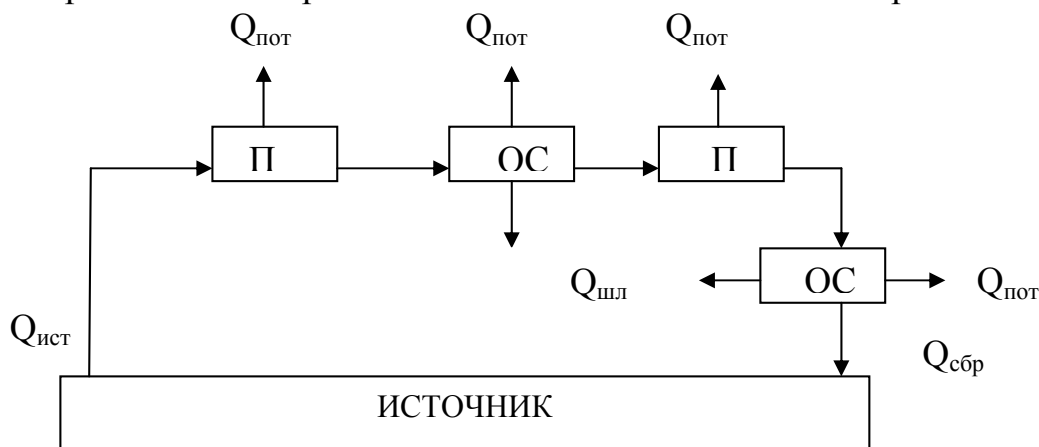 Qпот Qпот Qпот
П ОС П
Qшл ОС Qпот
Qист Qсбр
ИСТОЧНИК